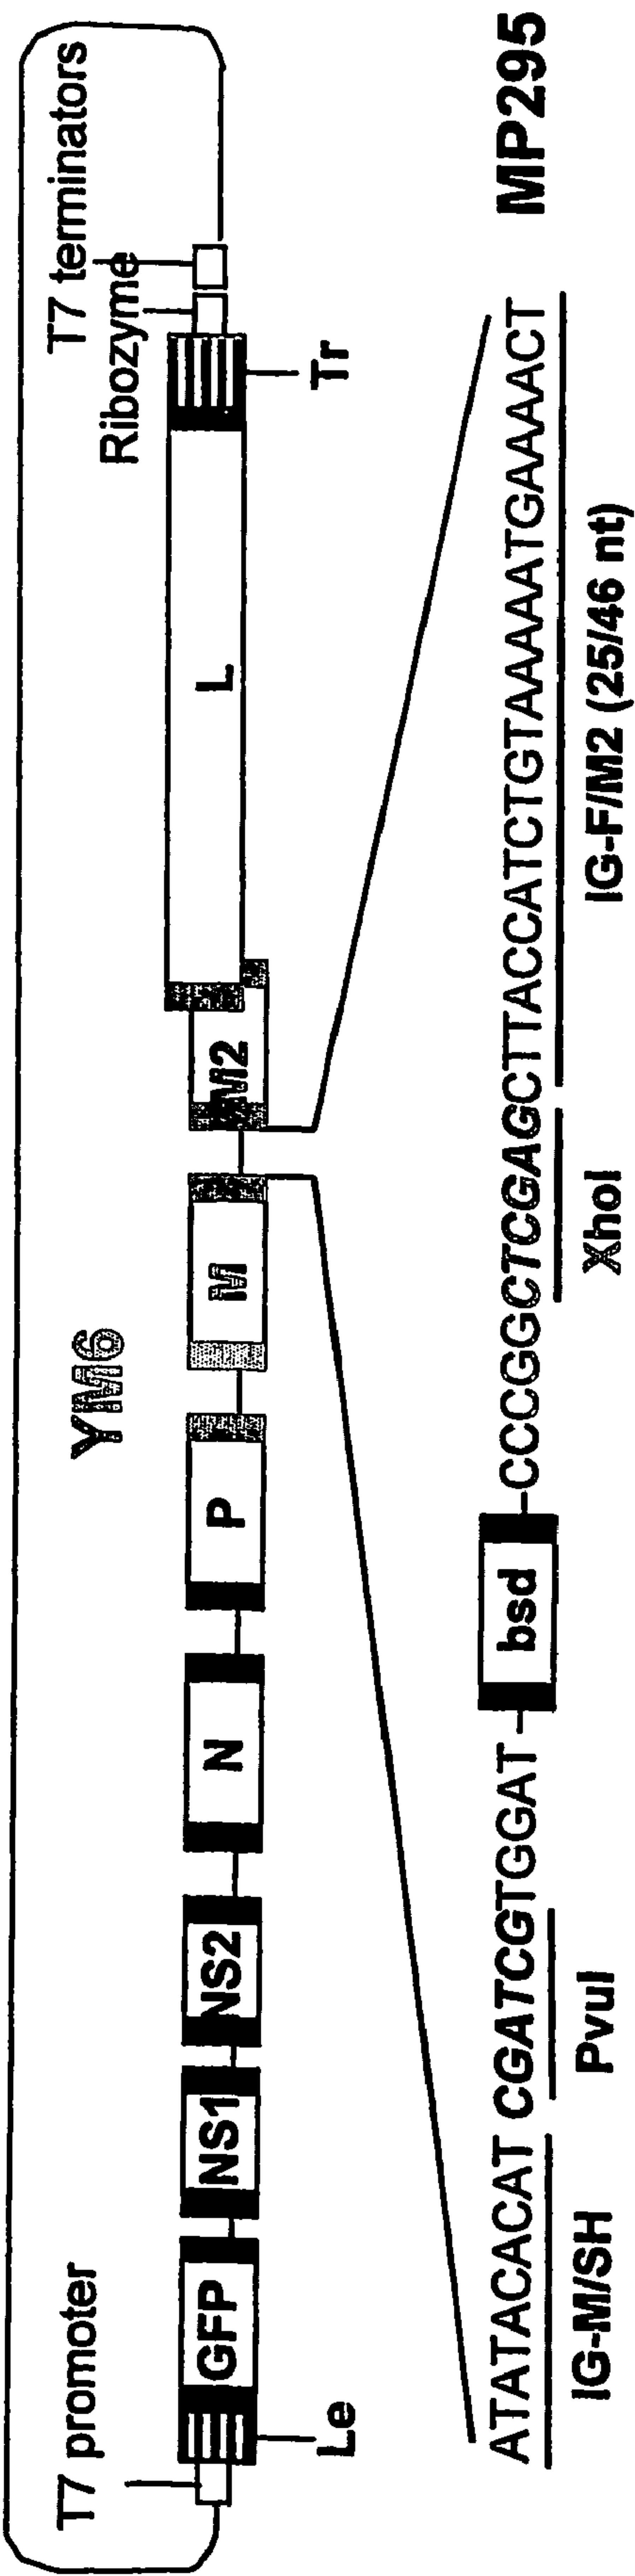 T7 promoter
YM6
T7 terminators
Ribozyme
GFP NS1 NS2 N P M M2 L
Le
Tr
ATATACACAT CGATCGTGGAT bsd CCCGGCTCGAGCTTACCATCTGTAAAAATGAAAACT
MP295
IG-M/SH PvuI XhoI IG-F/M2 (25/46 nt)